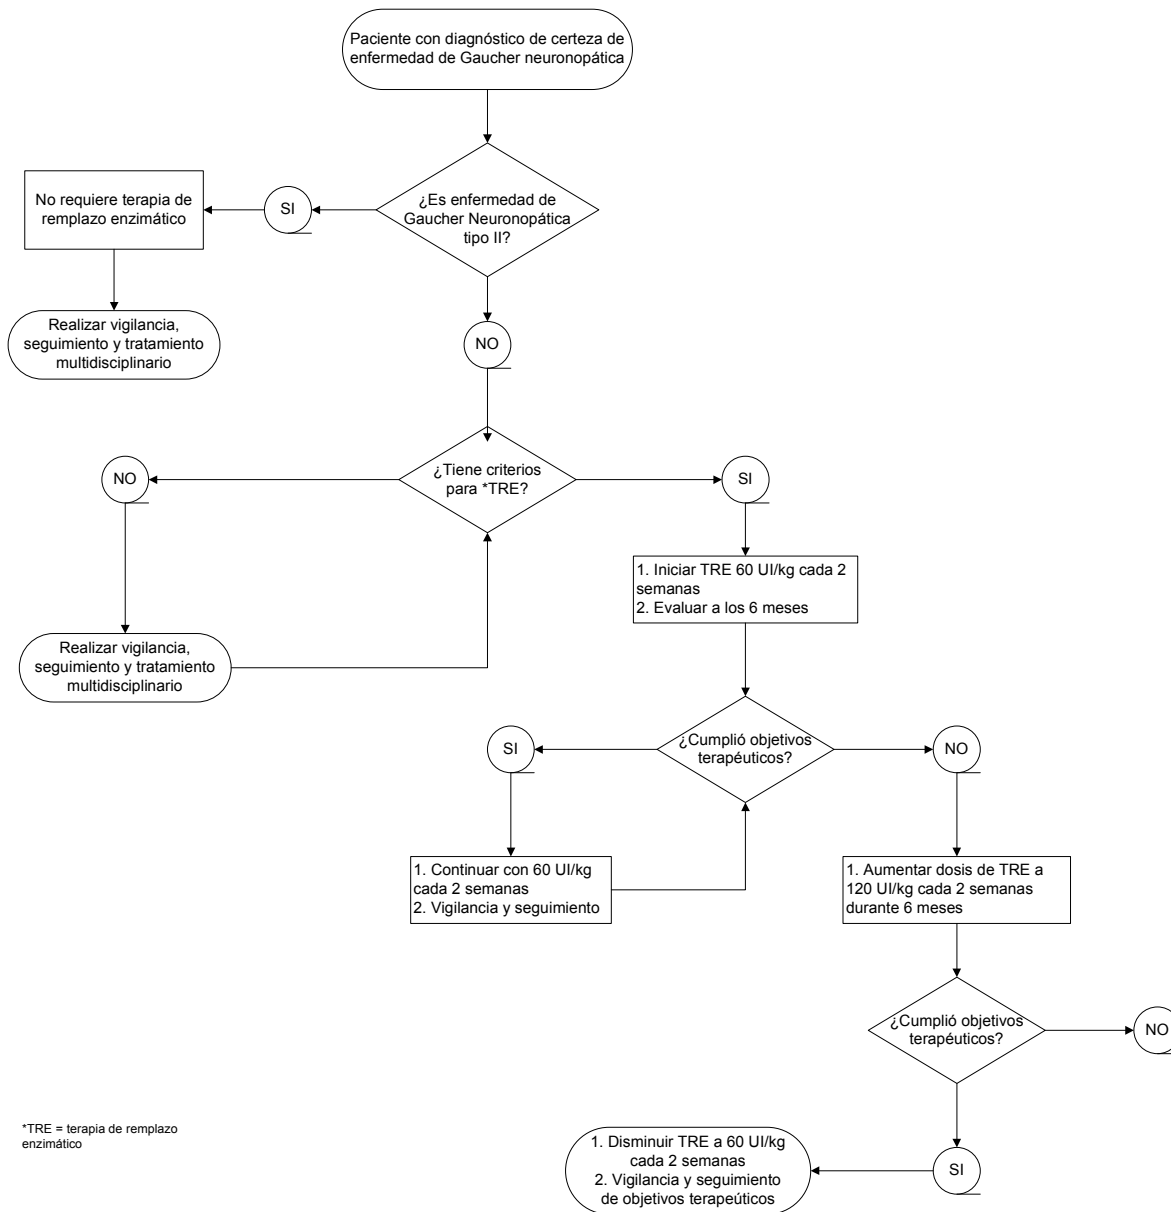 Paciente con diagnóstico de certeza de
enfermedad de Gaucher neuronopática
¿Es enfermedad de
Gaucher Neuronopática
tipo II?
SI
No requiere terapia de
remplazo enzimático
Realizar vigilancia,
seguimiento y tratamiento
multidisciplinario
NO
¿Tiene criterios
para *TRE?
NO
Realizar vigilancia,
seguimiento y tratamiento
multidisciplinario
SI
1. Iniciar TRE 60 UI/kg cada 2
semanas
2. Evaluar a los 6 meses
¿Cumplió objetivos
terapéuticos?
SI
1. Continuar con 60 UI/kg
cada 2 semanas
2. Vigilancia y seguimiento
NO
1. Aumentar dosis de TRE a
120 UI/kg cada 2 semanas
durante 6 meses
¿Cumplió objetivos
terapéuticos?
NO
SI
1. Disminuir TRE a 60 UI/kg
cada 2 semanas
2. Vigilancia y seguimiento
de objetivos terapeúticos
*TRE = terapia de remplazo
enzimático